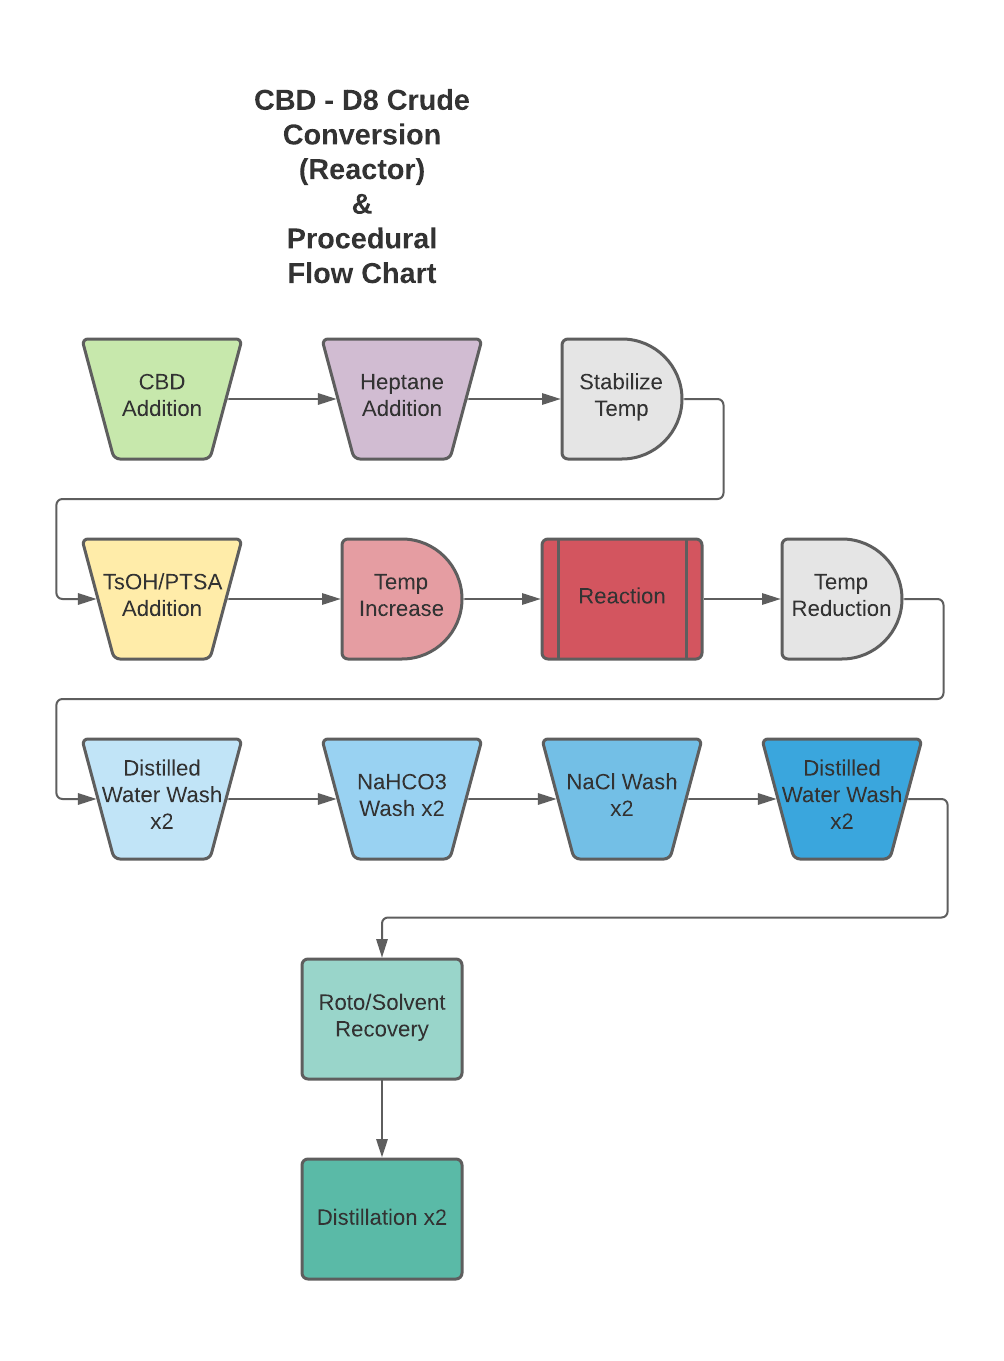 CBD - D8 Crude
Conversion
(Reactor)
&
Procedural
Flow Chart
CBD
Addition
Heptane
Addition
Stabilize
Temp
TsOH/PTSA
Addition
Temp
Increase
Reaction
Temp
Reduction
Distilled
Water Wash
x2
NaHCO3
Wash x2
NaCl Wash
x2
Distilled
Water Wash
x2
Roto/Solvent
Recovery
Distillation x2